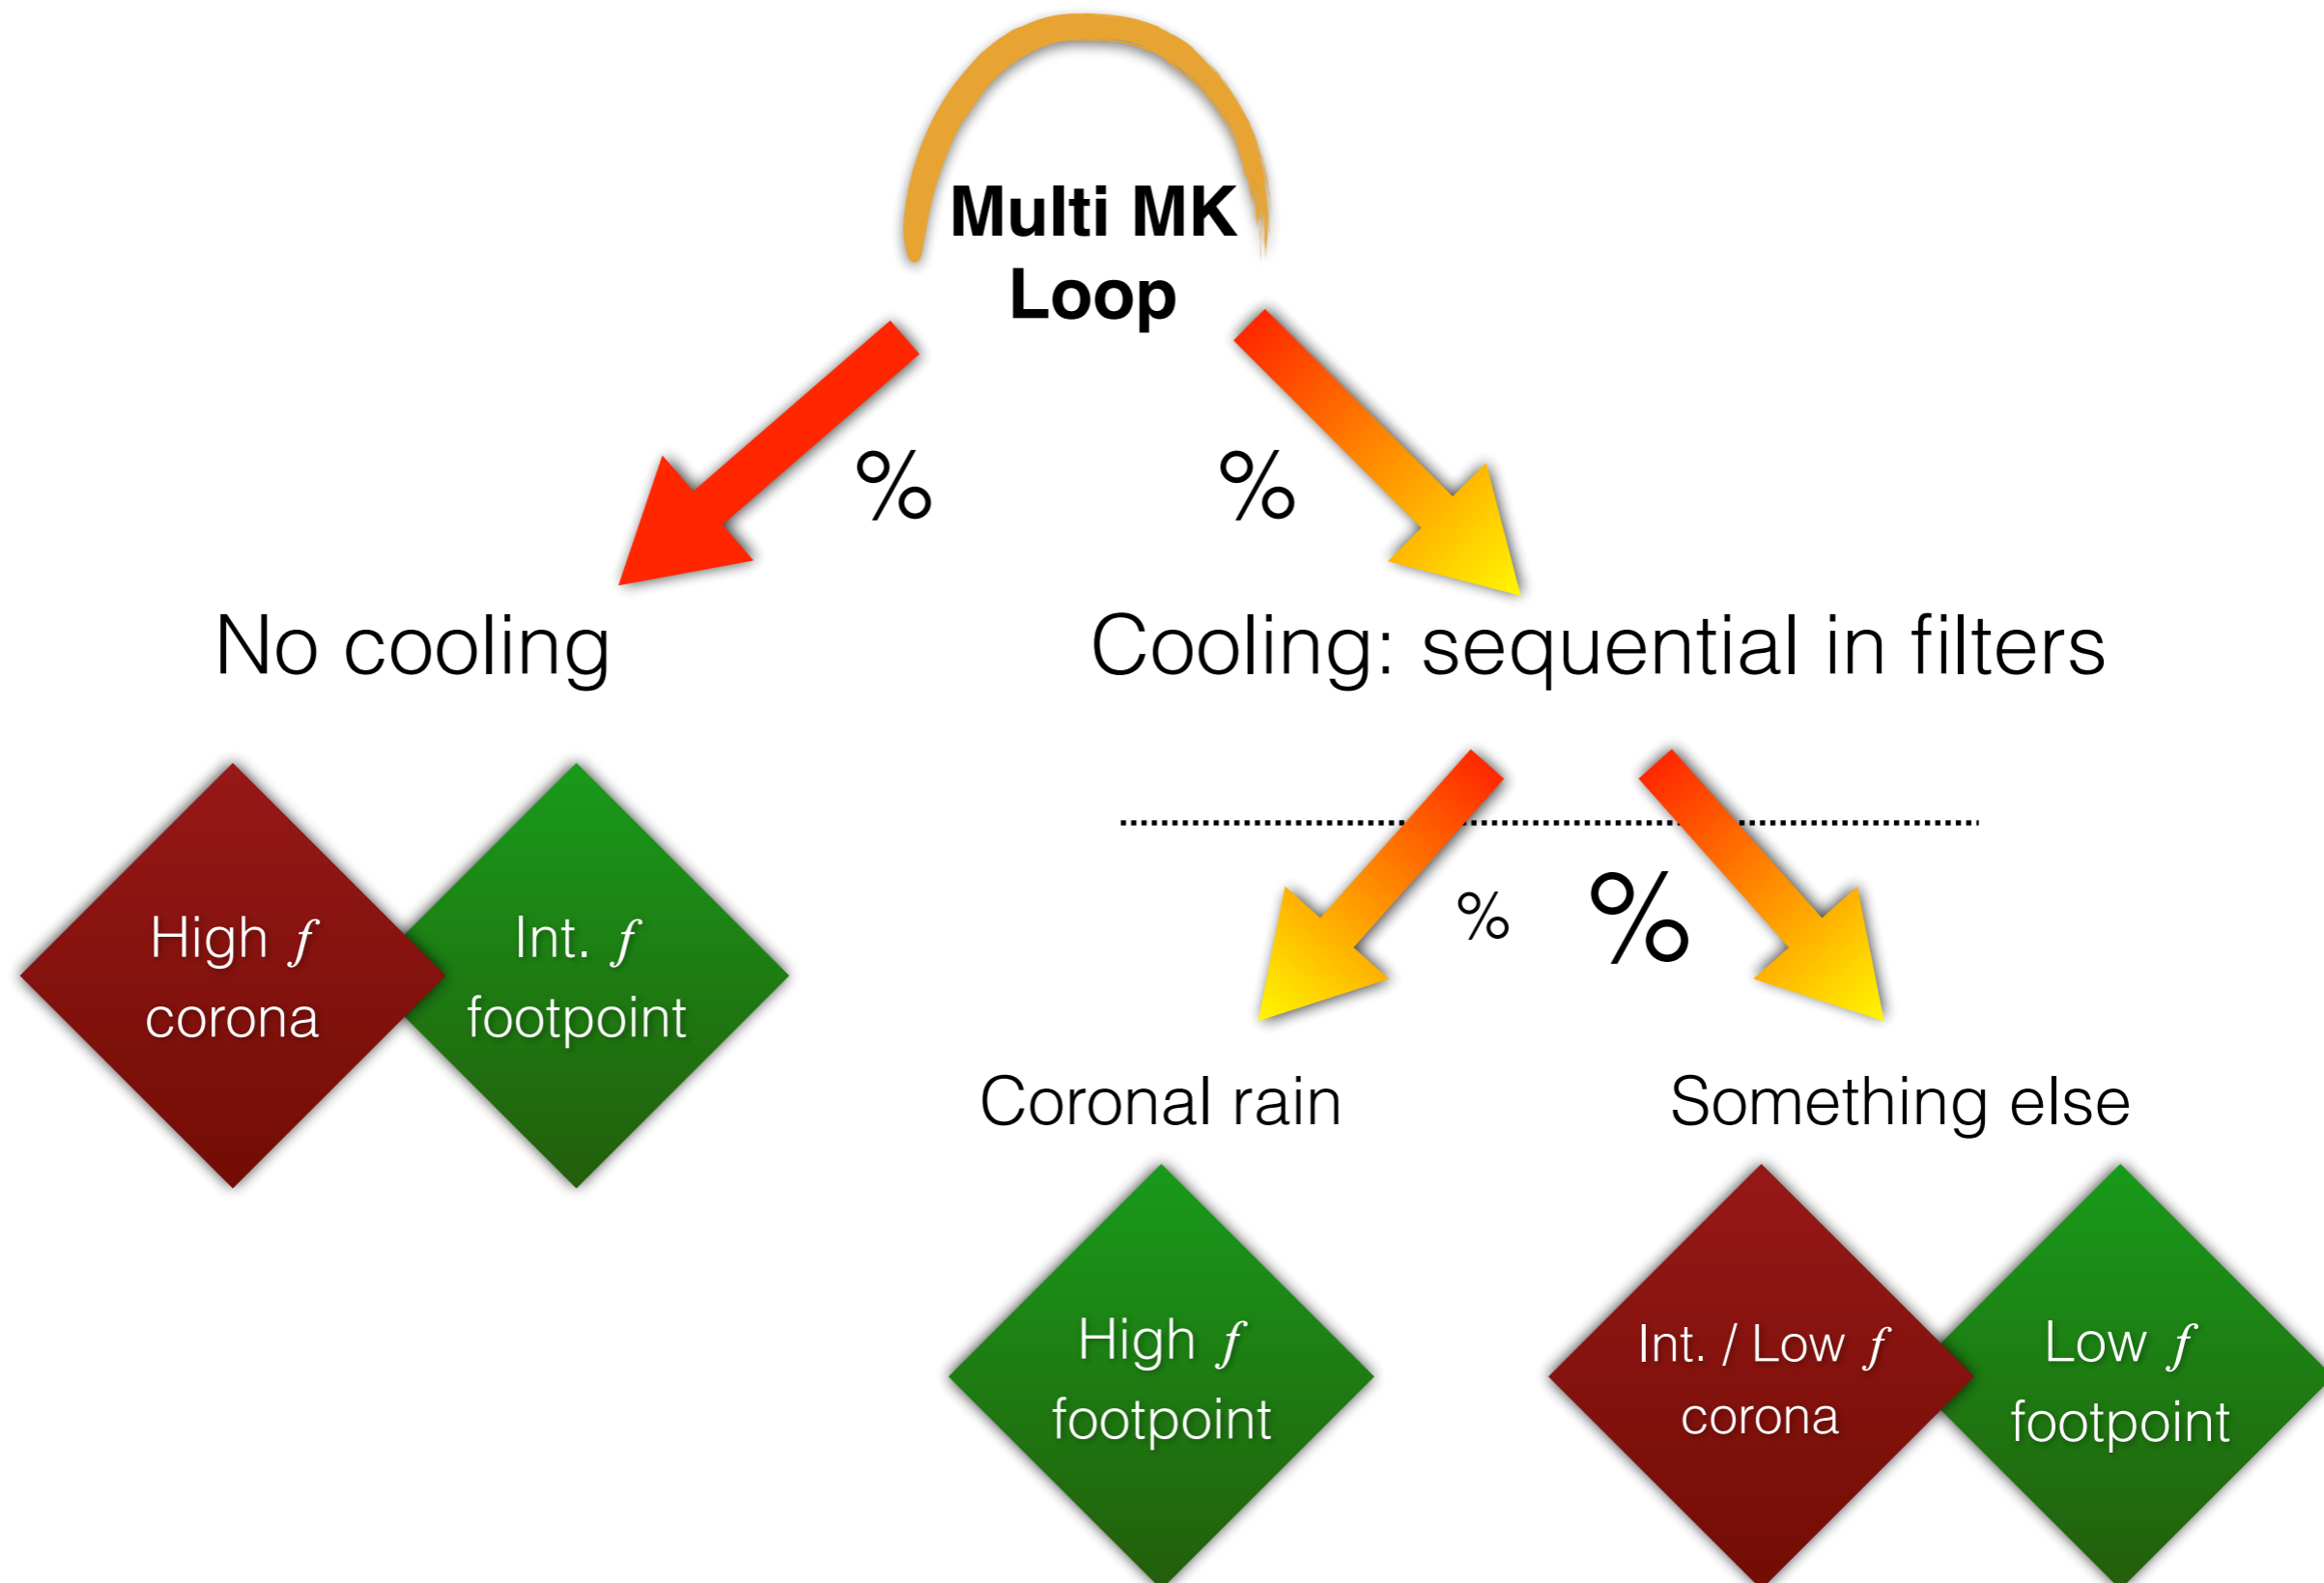 Multi MK
Loop
%
%
No cooling
Cooling: sequential in filters
High f
corona
Int. f
footpoint
%
%
Coronal rain
Something else
High f
footpoint
Int. / Low f
corona
Low f
footpoint